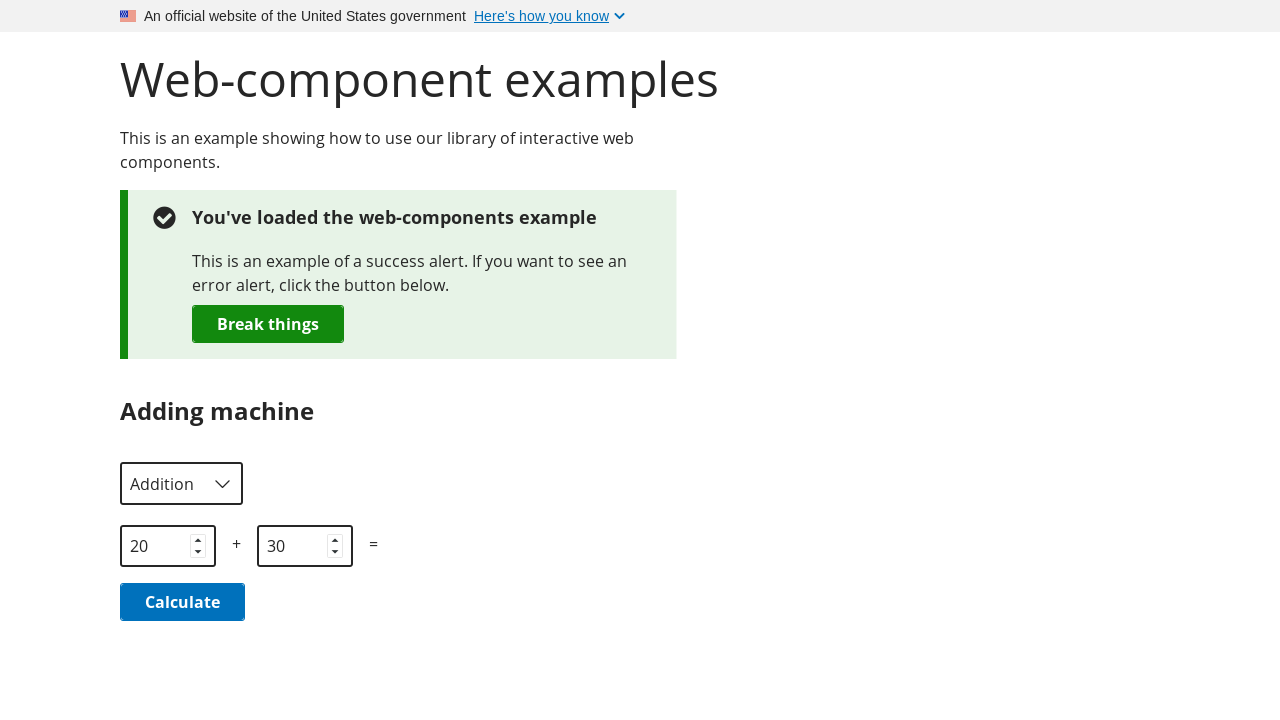 An official website of the United States government Here's how you know
Web-component examples
This is an example showing how to use our library of interactive web
components.
You've loaded the web-components example
This is an example of a success alert. If you want to see an
error alert, click the button below.
Break things
Adding machine
Addition
20 + 30 =
Calculate